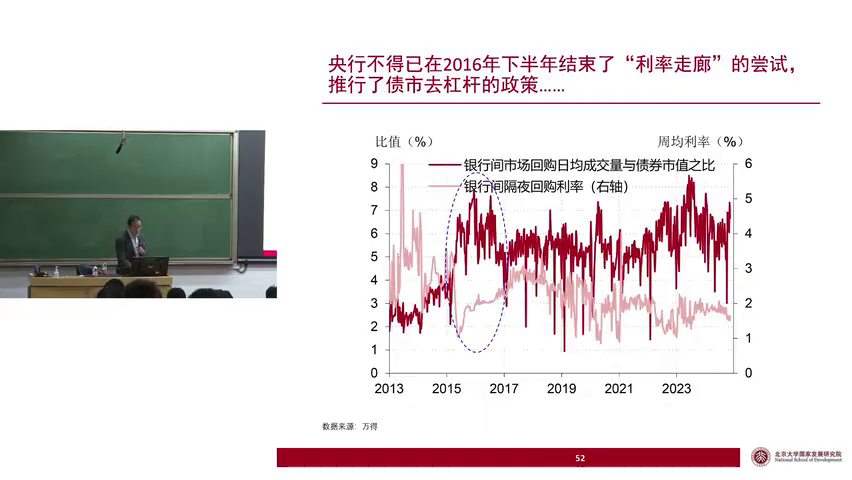 央行不得已在2016年下半年结束了“利率走廊”的尝试，
推行了债市去杠杆的政策……
比值（%）
周均利率（%）
银行间市场回购日均成交量与债券市值之比
银行间隔夜回购利率（右轴）
9
8
7
6
5
4
3
2
1
0
6
5
4
3
2
1
0
2013 2015 2017 2019 2021 2023
数据来源：万得
52
北京大学国家发展研究院
National School of Development